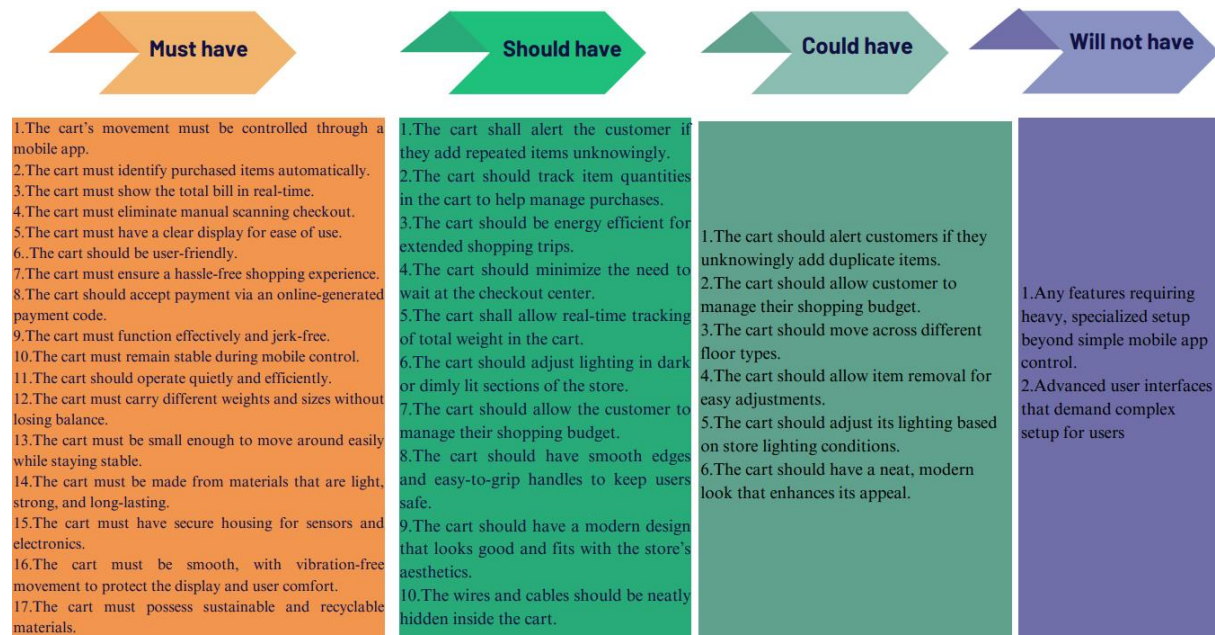 Must have
Should have
Could have
Will not have
1.The cart's movement must be controlled through a
mobile app.
2.The cart must identify purchased items automatically.
3.The cart must show the total bill in real-time.
4.The cart must eliminate manual scanning checkout.
5.The cart must have a clear display for ease of use.
6..The cart should be user-friendly.
7.The cart must ensure a hassle-free shopping experience.
8.The cart should accept payment via an online-generated
payment code.
9.The cart must function effectively and jerk-free.
10.The cart must remain stable during mobile control.
11.The cart should operate quietly and efficiently.
12.The cart must carry different weights and sizes without
losing balance.
13.The cart must be small enough to move around easily
while staying stable.
14.The cart must be made from materials that are light,
strong, and long-lasting.
15.The cart must have secure housing for sensors and
electronics.
16.The cart must be smooth, with vibration-free
movement to protect the display and user comfort.
17.The cart must possess sustainable and recyclable
materials.
1.The cart shall alert the customer if
they add repeated items unknowingly.
2.The cart should track item quantities
in the cart to help manage purchases.
3.The cart should be energy efficient for
extended shopping trips.
4.The cart should minimize the need to
wait at the checkout center.
5.The cart shall allow real-time tracking
of total weight in the cart.
6.The cart should adjust lighting in dark
or dimly lit sections of the store.
7.The cart should allow the customer to
manage their shopping budget.
8.The cart should have smooth edges
and easy-to-grip handles to keep users
safe.
9.The cart should have a modern design
that looks good and fits with the store's
aesthetics.
10.The wires and cables should be neatly
hidden inside the cart.
1.The cart should alert customers if they
unknowingly add duplicate items.
2.The cart should allow customer to
manage their shopping budget.
3.The cart should move across different
floor types.
4.The cart should allow item removal for
easy adjustments.
5.The cart should adjust its lighting based
on store lighting conditions.
6.The cart should have a neat, modern
look that enhances its appeal.
1.Any features requiring
heavy, specialized setup
beyond simple mobile app
control.
2.Advanced user interfaces
that demand complex
setup for users